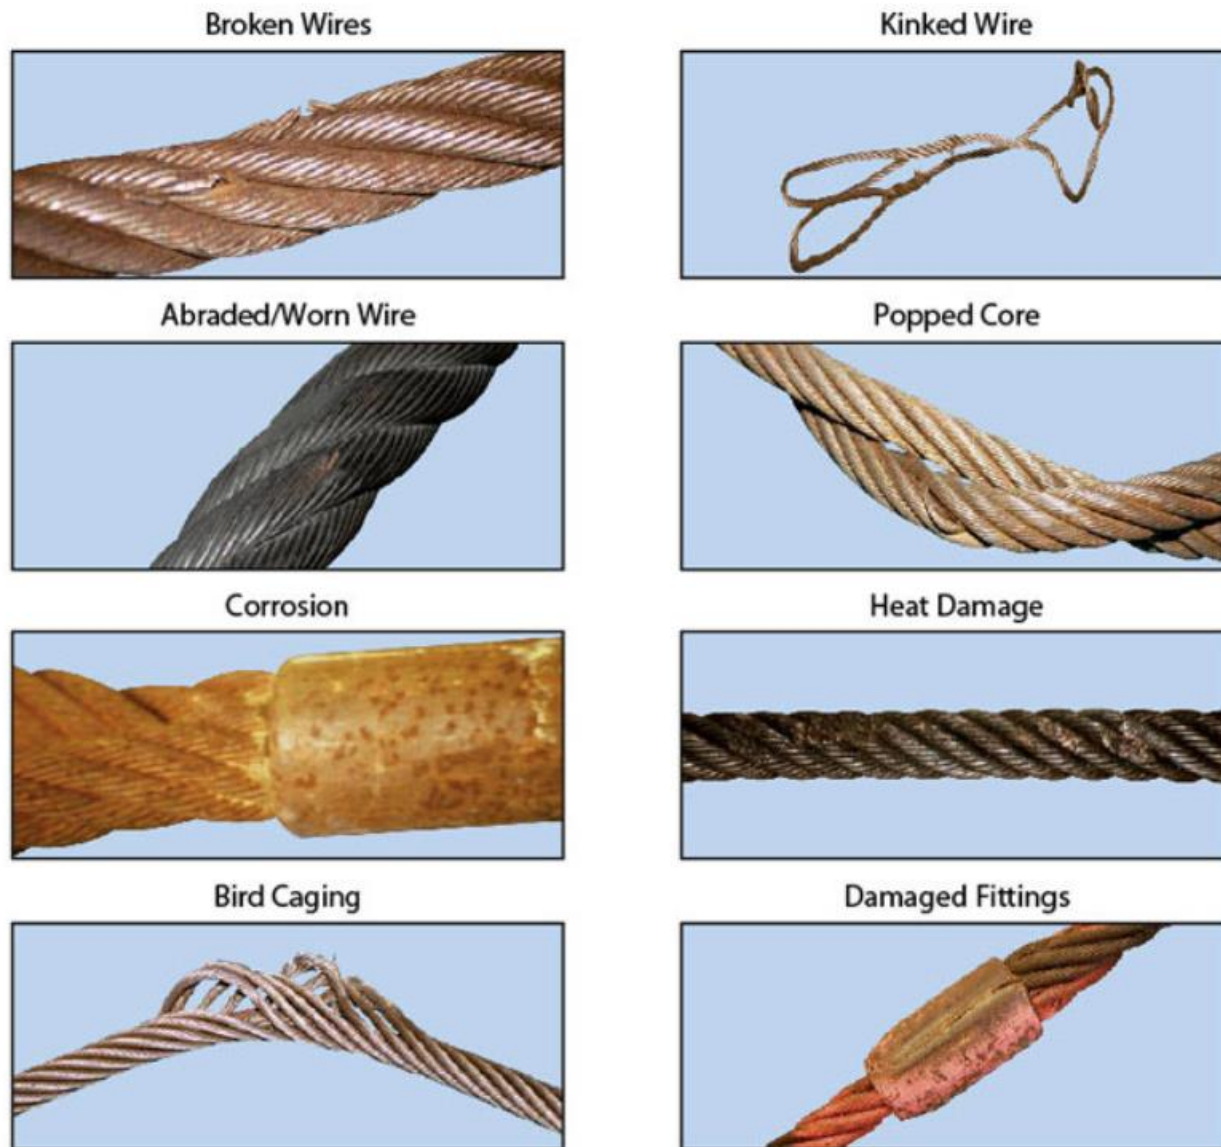 Broken Wires
Kinked Wire
Abraded/Worn Wire
Popped Core
Corrosion
Heat Damage
Bird Caging
Damaged Fittings